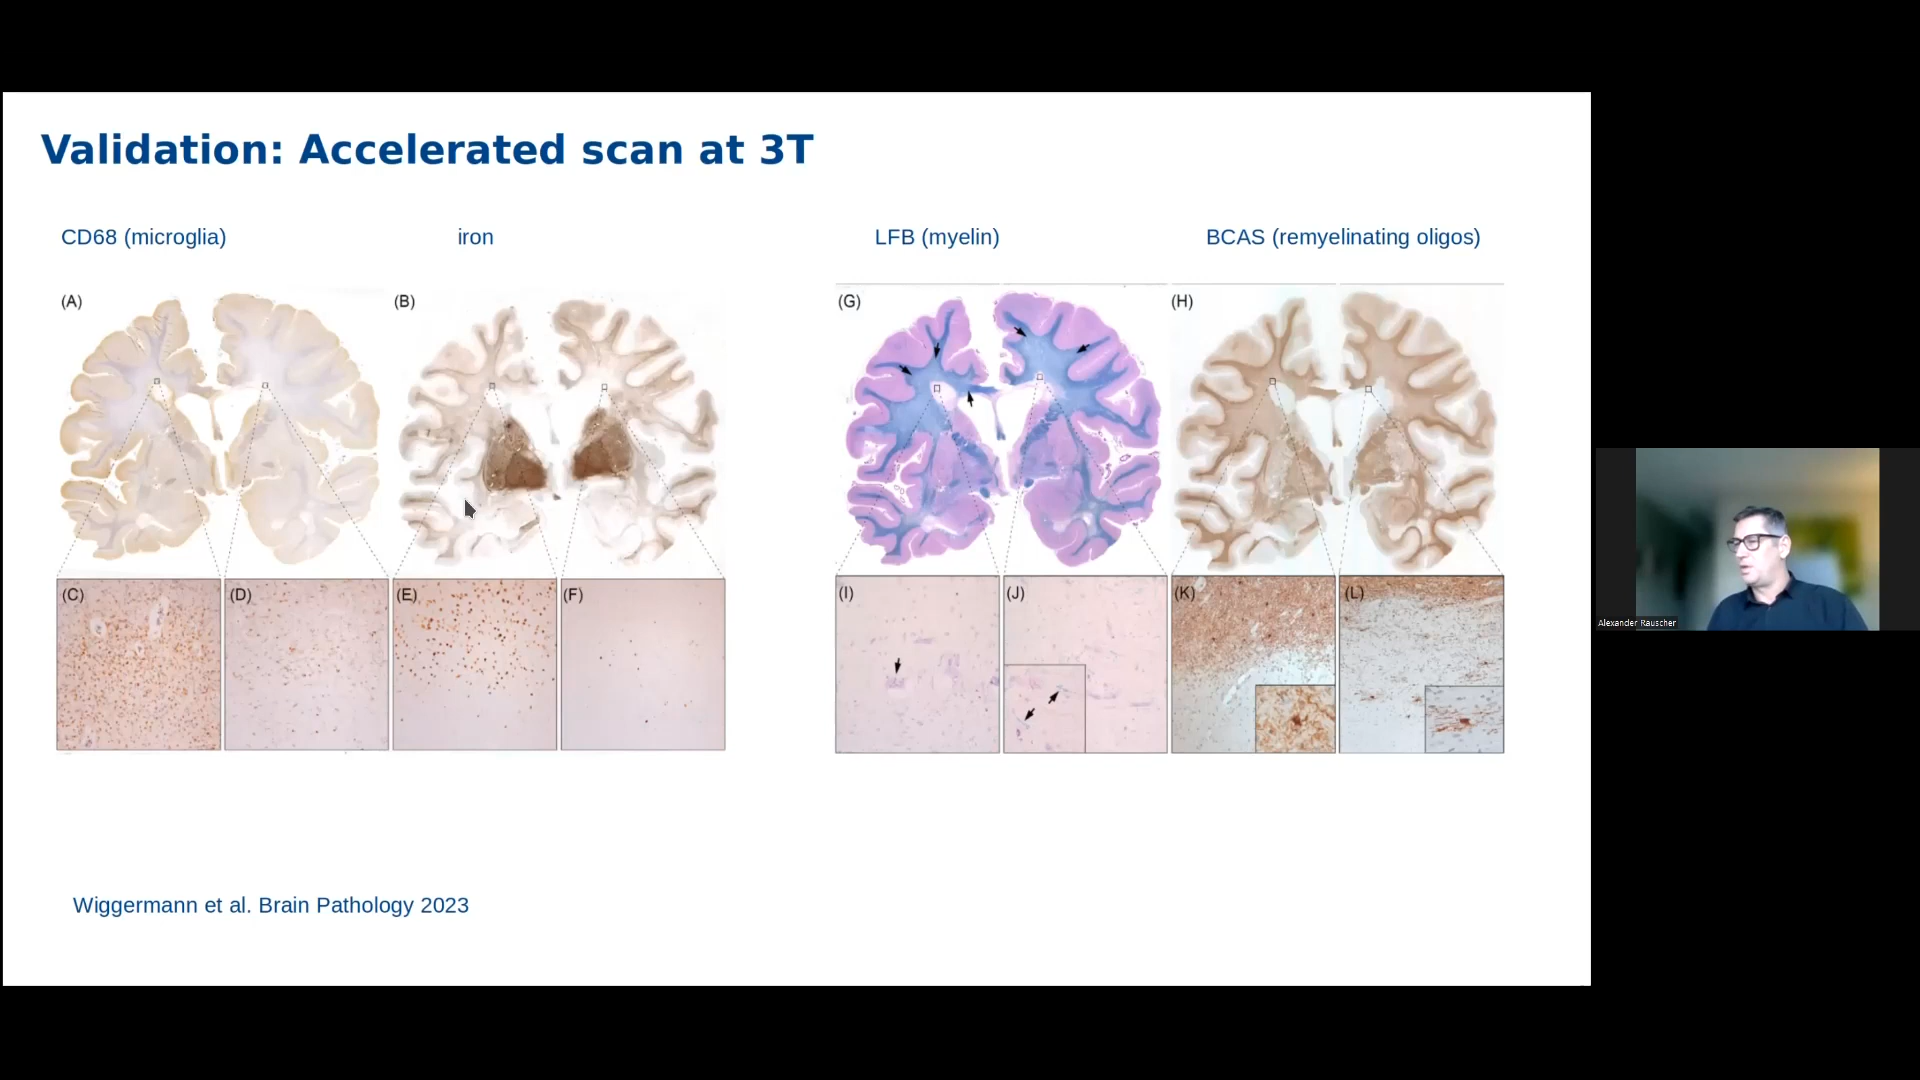 Validation: Accelerated scan at 3T
CD68 (microglia)
iron
LFB (myelin)
BCAS (remyelinating oligos)
(A)
(B)
(G)
(H)
(C)
(D)
(E)
(F)
(I)
(J)
(K)
(L)
Alexander Rauscher
Wiggermann et al. Brain Pathology 2023